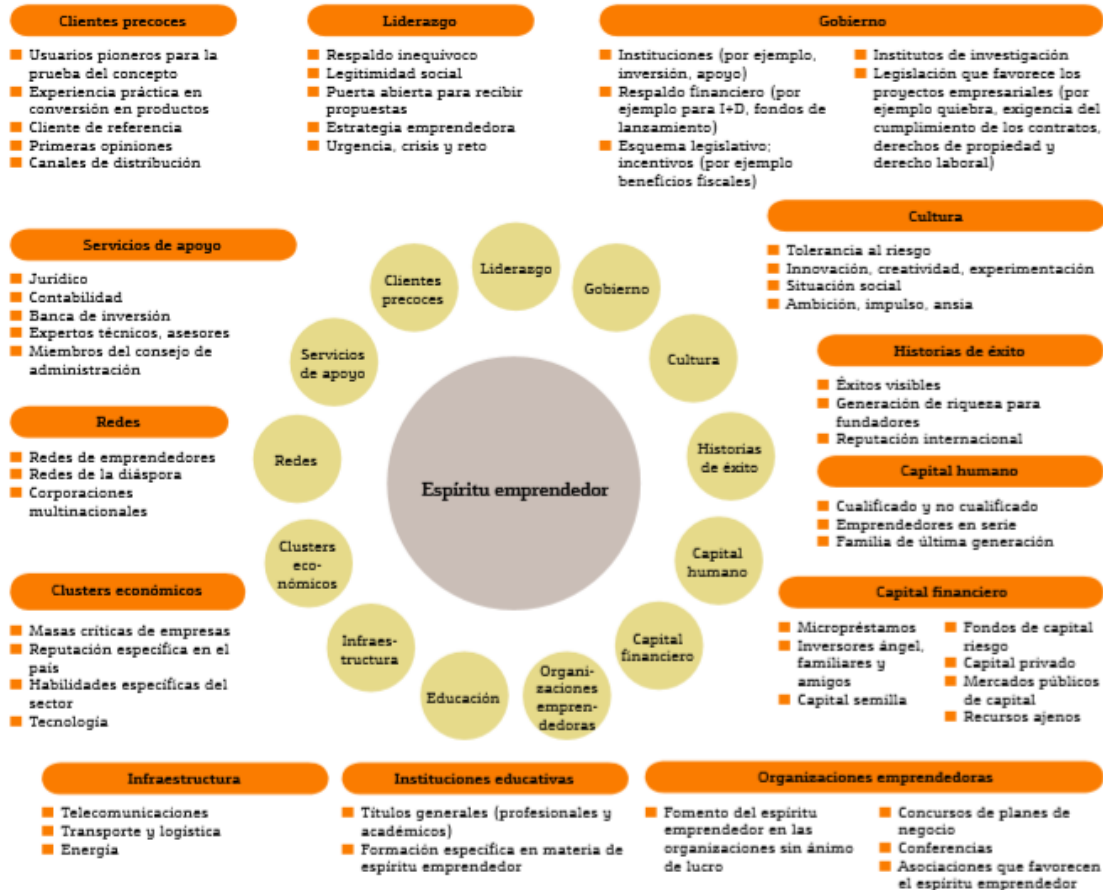 Clientes precoces
Usuarios pioneros para la
prueba del concepto
Experiencia práctica en
conversión en productos
Cliente de referencia
Primeras opiniones
Canales de distribución
Liderazgo
Respaldo inequívoco
Legitimidad social
Puerta abierta para recibir
propuestas
Estrategia emprendedora
Urgencia, crisis y reto
Gobierno
Instituciones (por ejemplo,
inversión, apoyo)
Respaldo financiero (por
ejemplo para I+D, fondos de
lanzamiento)
Esquema legislativo;
incentivos (por ejemplo
beneficios fiscales)
Institutos de investigación
Legislación que favorece los
proyectos empresariales (por
ejemplo quiebra, exigencia del
cumplimiento de los contratos,
derechos de propiedad y
derecho laboral)
Cultura
Tolerancia al riesgo
Innovación, creatividad, experimentación
Situación social
Ambición, impulso, ansia
Servicios de apoyo
Jurídico
Contabilidad
Banca de inversión
Expertos técnicos, asesores
Miembros del consejo de
administración
Historias de éxito
Éxitos visibles
Generación de riqueza para
fundadores
Reputación internacional
Redes
Redes de emprendedores
Redes de la diáspora
Corporaciones
multinacionales
Capital humano
Cualificado y no cualificado
Emprendedores en serie
Familia de última generación
Clusters económicos
Masas críticas de empresas
Reputación específica en el
país
Habilidades específicas del
sector
Tecnología
Capital financiero
Micropréstamos
Inversores ángel,
familiares y
amigos
Capital semilla
Fondos de capital
riesgo
Capital privado
Mercados públicos
de capital
Recursos ajenos
Liderazgo
Gobierno
Cultura
Historias
de éxito
Capital
humano
Capital
financiero
Organi-
zaciones
empren-
dedoras
Educación
Infraes-
tructura
Clusters
eco-
nómicos
Redes
Servicios
de apoyo
Clientes
precoces
Espíritu emprendedor
Infraestructura
Telecomunicaciones
Transporte y logística
Energía
Instituciones educativas
Títulos generales (profesionales y
académicos)
Formación específica en materia de
espíritu emprendedor
Organizaciones emprendedoras
Fomento del espíritu
emprendedor en las
organizaciones sin ánimo
de lucro
Concursos de planes de
negocio
Conferencias
Asociaciones que favorecen
el espíritu emprendedor